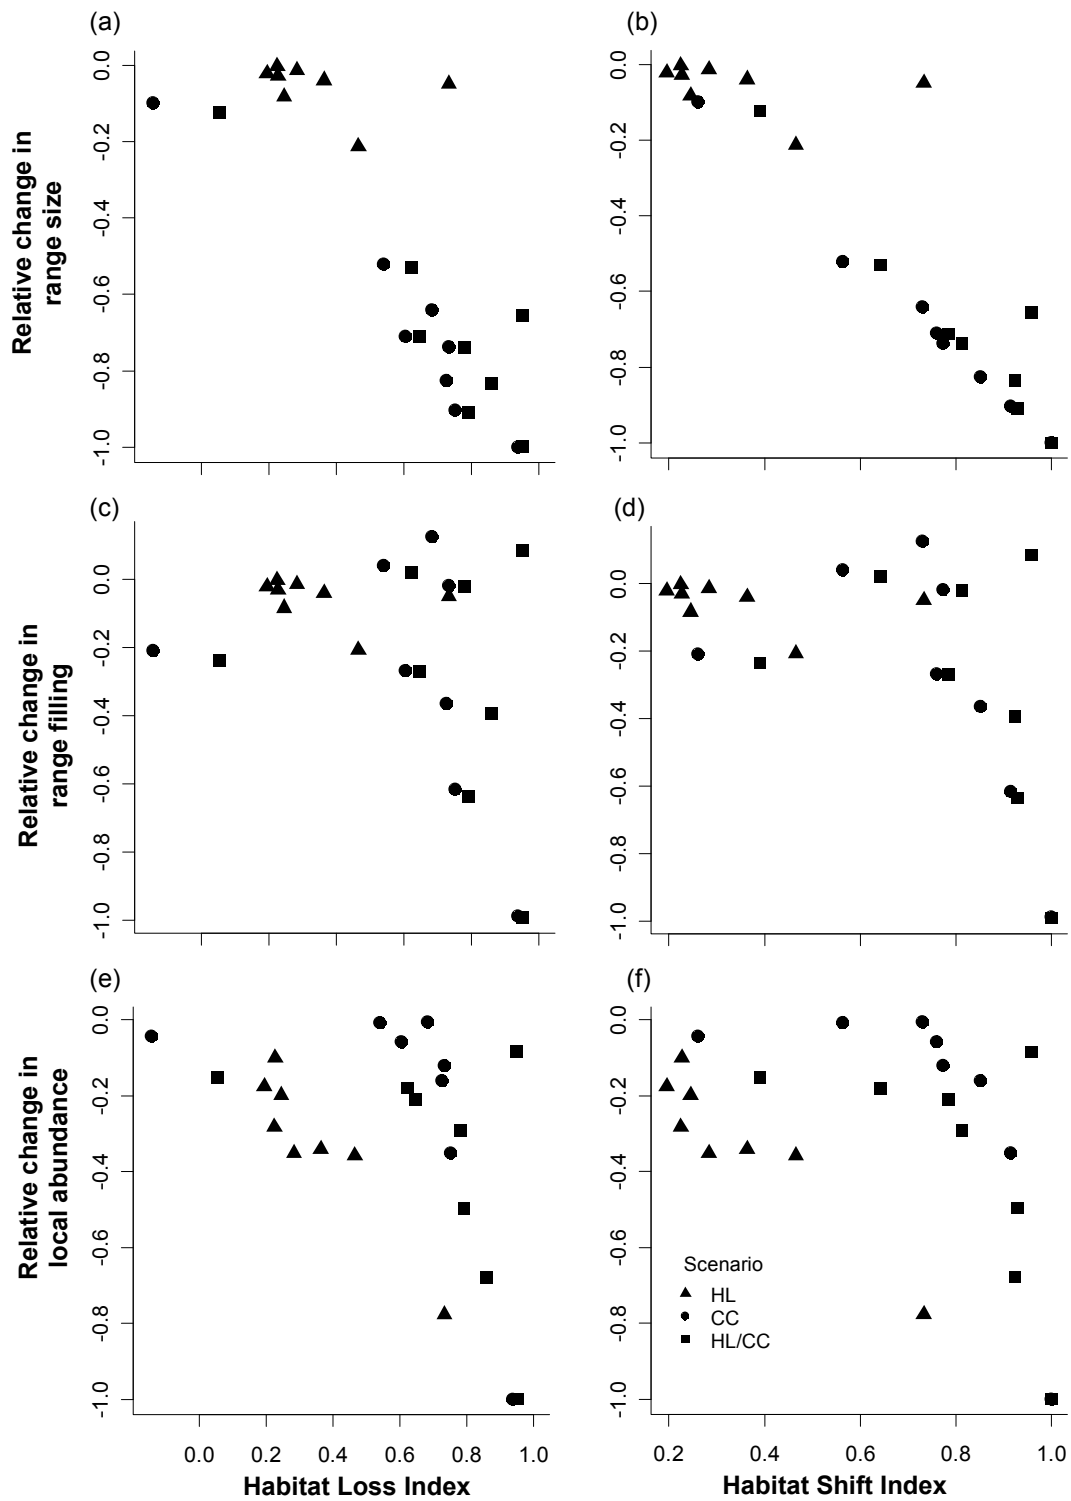 (a)
(b)
Relative change in
range size
0.0
-0.2
-0.4
-0.6
-0.8
-1.0
0.0
-0.2
-0.4
-0.6
-0.8
-1.0
(c)
(d)
Relative change in
range filling
0.0
-0.2
-0.4
-0.6
-0.8
-1.0
0.0
-0.2
-0.4
-0.6
-0.8
-1.0
(e)
(f)
Relative change in
local abundance
0.0
-0.2
-0.4
-0.6
-0.8
-1.0
0.0
-0.2
-0.4
-0.6
-0.8
-1.0
Scenario
HL
CC
HL/CC
0.0 0.2 0.4 0.6 0.8 1.0
0.2 0.4 0.6 0.8 1.0
Habitat Loss Index
Habitat Shift Index